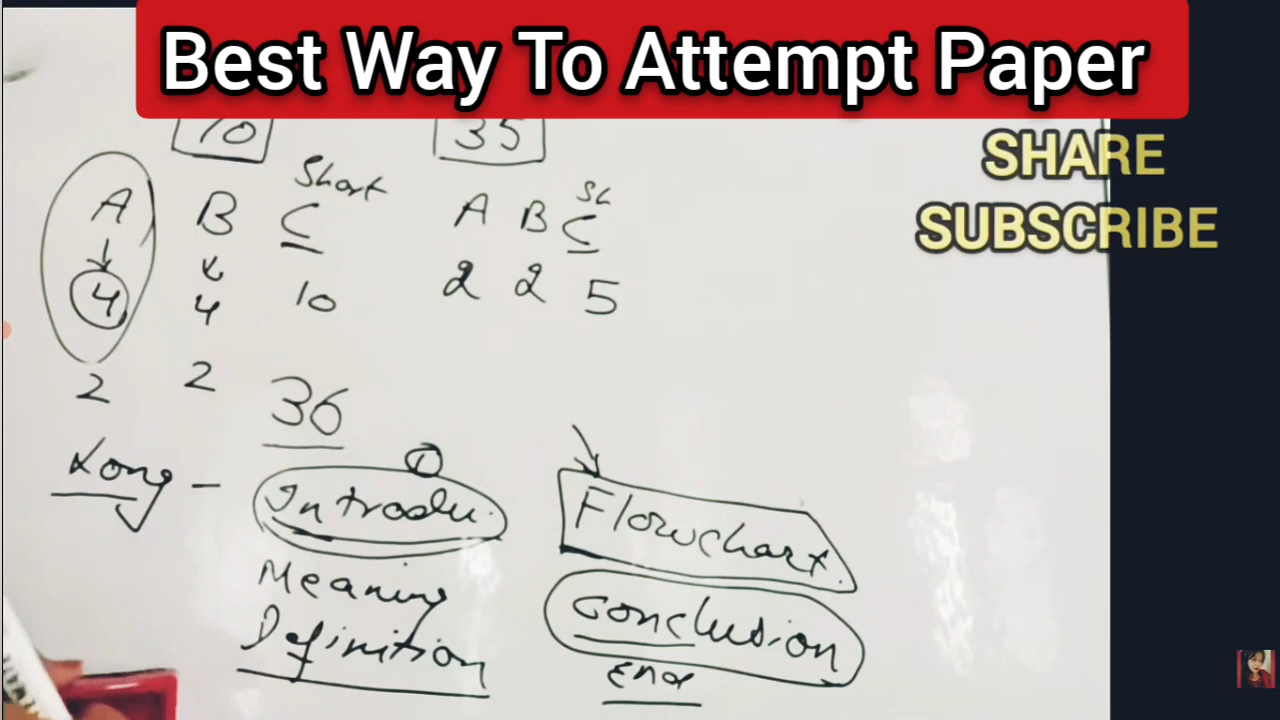 Best Way To Attempt Paper
SHARE
SUBSCRIBE
70 35
Short
A B C
4 4 10
2 2
36
A B C
2 2 5
Long - Introdu.
①
Meaning
Definition
Flowchart.
Conclusion
End